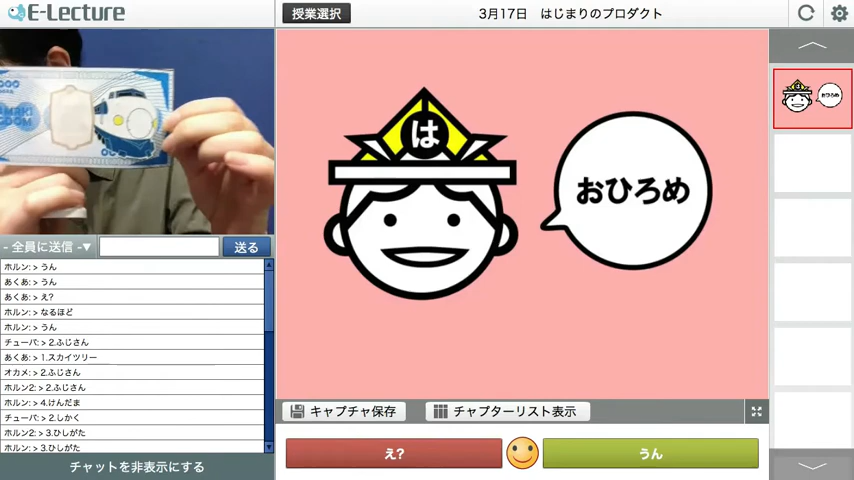 E-LECTURE
授業選択
3月17日　はじまりのプロダクト
は
おひろめ
おひろめ
- 全員に送信 -▼
送る
ホルン: > うん
あくあ: > うん
あくあ: > え?
ホルン: > なるほど
ホルン: > うん
チューバ: > 2.ふじさん
あくあ: > 1.スカイツリー
オカメ: > 2.ふじさん
ホルン2: > 2.ふじさん
ホルン: > 4.けんだま
チューバ: > 2.しかく
ホルン2: > 3.ひしがた
ホルン: > 3.ひしがた
チャットを非表示にする
キャプチャ保存
チャプターリスト表示
え?
うん